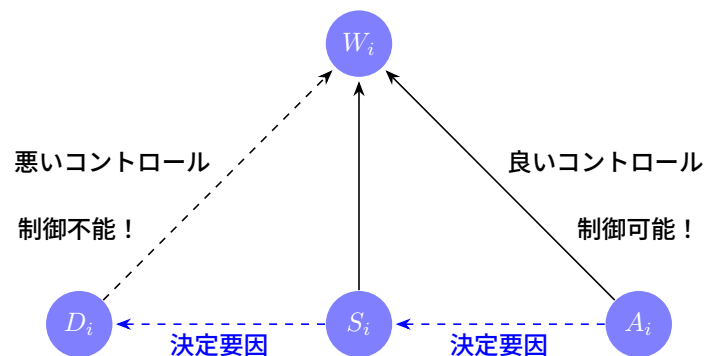 W_i
悪いコントロール
良いコントロール
制御不能！
制御可能！
D_i
S_i
A_i
決定要因
決定要因